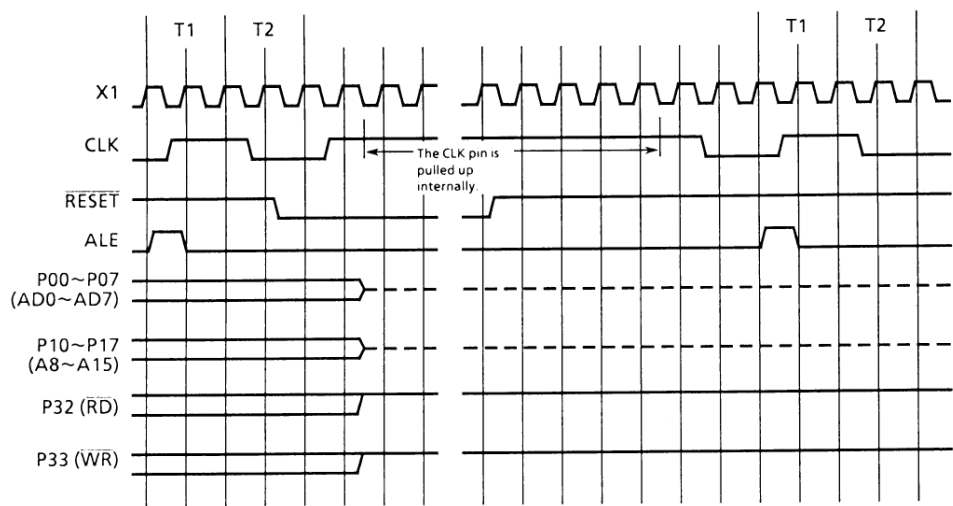 T1 T2 T1 T2
X1
CLK
The CLK pin is
pulled up
internally.
RESET
ALE
P00~P07
(AD0~AD7)
P10~P17
(A8~A15)
P32 (RD)
P33 (WR)